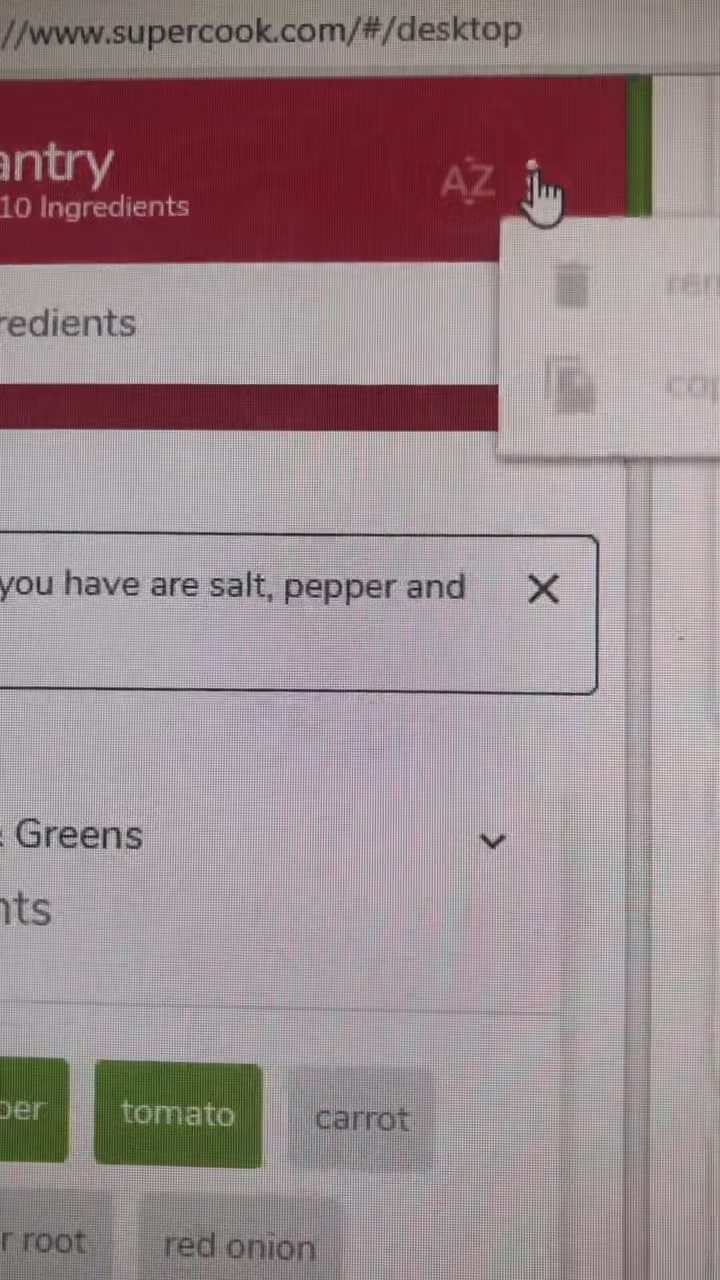 //www.supercook.com/#/desktop
antry
AZ
10 Ingredients
redients
you have are salt, pepper and
Greens
nts
tomato
carrot
r root
red onion